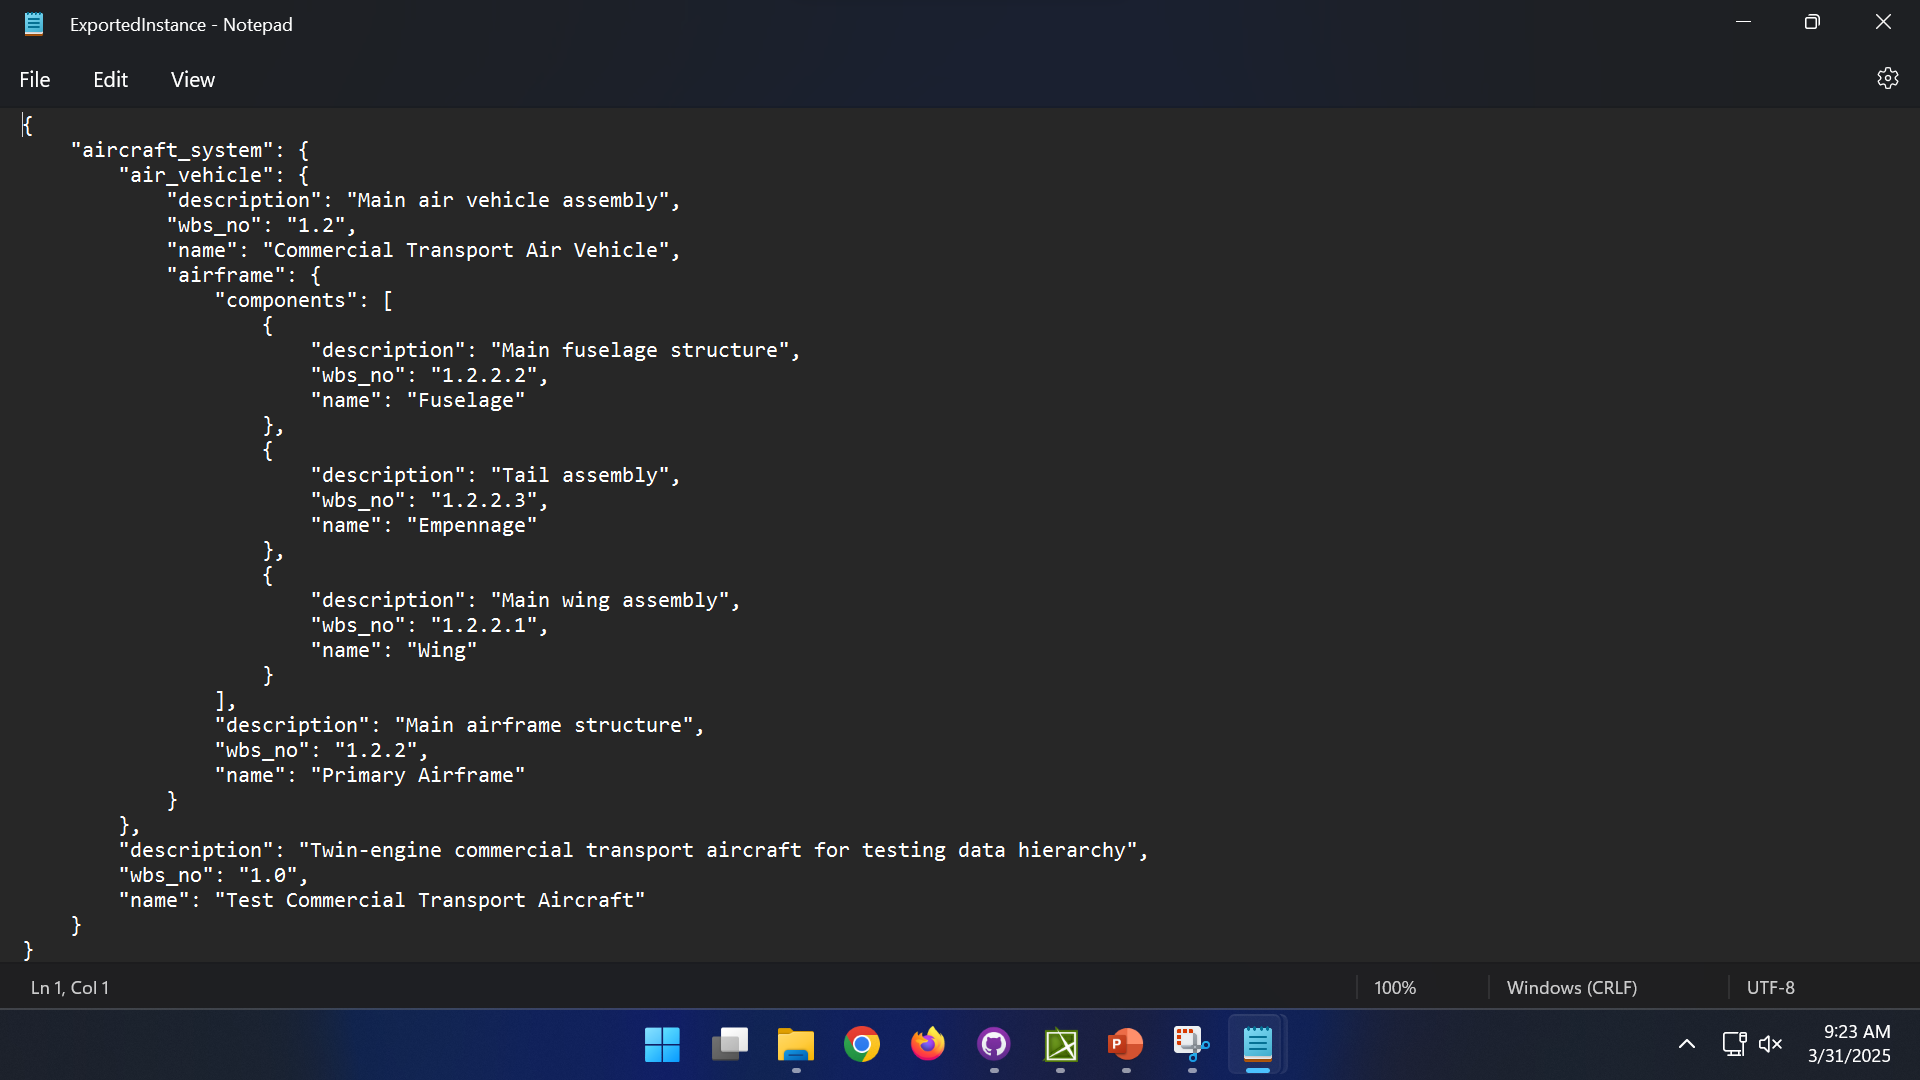 ExportedInstance - Notepad
File Edit View
{
    "aircraft_system": {
        "air_vehicle": {
            "description": "Main air vehicle assembly",
            "wbs_no": "1.2",
            "name": "Commercial Transport Air Vehicle",
            "airframe": {
                "components": [
                    {
                        "description": "Main fuselage structure",
                        "wbs_no": "1.2.2.2",
                        "name": "Fuselage"
                    },
                    {
                        "description": "Tail assembly",
                        "wbs_no": "1.2.2.3",
                        "name": "Empennage"
                    },
                    {
                        "description": "Main wing assembly",
                        "wbs_no": "1.2.2.1",
                        "name": "Wing"
                    }
                ],
                "description": "Main airframe structure",
                "wbs_no": "1.2.2",
                "name": "Primary Airframe"
            }
        },
        "description": "Twin-engine commercial transport aircraft for testing data hierarchy",
        "wbs_no": "1.0",
        "name": "Test Commercial Transport Aircraft"
    }
}
Ln 1, Col 1 100% Windows (CRLF) UTF-8
P
9:23 AM
3/31/2025